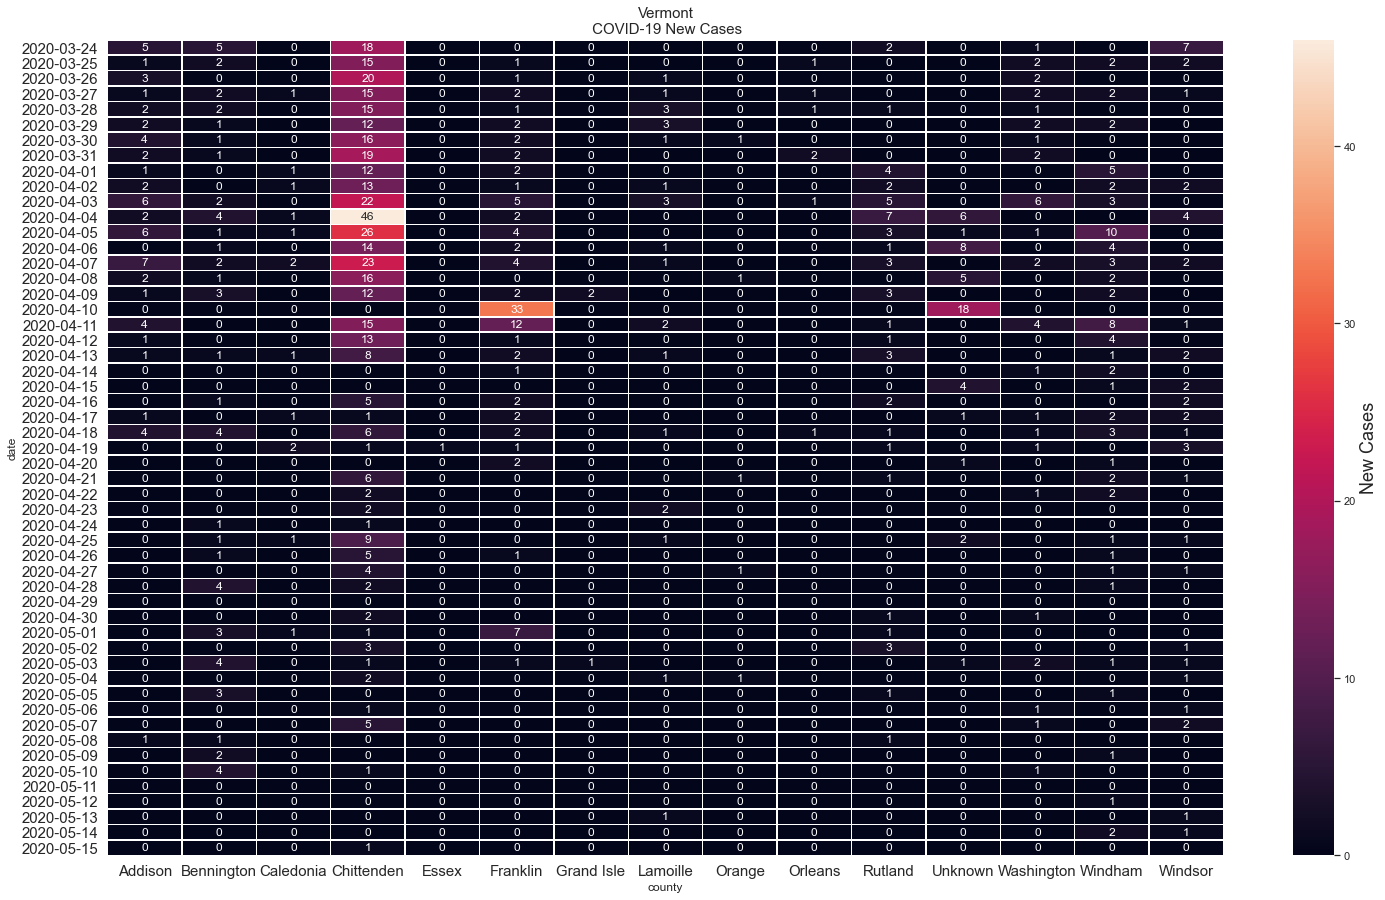 Vermont
COVID-19 New Cases
2020-03-24 5 5 0 18 0 0 0 0 0 0 2 0 1 0 7
2020-03-25 1 2 0 15 0 1 0 0 0 1 0 0 2 2 2
2020-03-26 3 0 0 20 0 1 0 1 0 0 0 0 2 0 0
2020-03-27 1 2 1 15 0 2 0 1 0 1 0 0 2 2 1
2020-03-28 2 2 0 15 0 1 0 3 0 1 1 0 1 0 0
2020-03-29 2 1 0 12 0 2 0 3 0 0 0 0 2 2 0
2020-03-30 4 1 0 16 0 2 0 1 1 0 0 0 1 0 0
2020-03-31 2 1 0 19 0 2 0 0 0 2 0 0 2 0 0
2020-04-01 1 0 1 12 0 2 0 0 0 0 4 0 0 5 0
2020-04-02 2 0 1 13 0 1 0 1 0 0 2 0 0 2 2
2020-04-03 6 2 0 22 0 5 0 3 0 1 5 0 6 3 0
2020-04-04 2 4 1 46 0 2 0 0 0 0 7 6 0 0 4
2020-04-05 6 1 1 26 0 4 0 0 0 0 3 1 1 10 0
2020-04-06 0 1 0 14 0 2 0 1 0 0 1 8 0 4 0
2020-04-07 7 2 2 23 0 4 0 1 0 0 3 0 2 3 2
2020-04-08 2 1 0 16 0 0 0 0 1 0 0 5 0 2 0
2020-04-09 1 3 0 12 0 2 2 0 0 0 3 0 0 2 0
2020-04-10 0 0 0 0 0 33 0 0 0 0 0 18 0 0 0
2020-04-11 4 0 0 15 0 12 0 2 0 0 1 0 4 8 1
2020-04-12 1 0 0 13 0 1 0 0 0 0 1 0 0 4 0
2020-04-13 1 1 1 8 0 2 0 1 0 0 3 0 0 1 2
2020-04-14 0 0 0 0 0 1 0 0 0 0 0 0 1 2 0
2020-04-15 0 0 0 0 0 0 0 0 0 0 0 4 0 1 2
2020-04-16 0 1 0 5 0 2 0 0 0 0 2 0 0 0 2
2020-04-17 1 0 1 1 0 2 0 0 0 0 0 1 1 2 2
2020-04-18 4 4 0 6 0 2 0 1 0 1 1 0 1 3 1
2020-04-19 0 0 2 1 1 1 0 0 0 0 1 0 1 0 3
2020-04-20 0 0 0 0 0 2 0 0 0 0 0 1 0 1 0
2020-04-21 0 0 0 6 0 0 0 0 1 0 1 0 0 2 1
2020-04-22 0 0 0 2 0 0 0 0 0 0 0 0 1 2 0
2020-04-23 0 0 0 2 0 0 0 2 0 0 0 0 0 0 0
2020-04-24 0 1 0 1 0 0 0 0 0 0 0 0 0 0 0
2020-04-25 0 1 1 9 0 0 0 1 0 0 0 2 0 1 1
2020-04-26 0 1 0 5 0 1 0 0 0 0 0 0 0 1 0
2020-04-27 0 0 0 4 0 0 0 0 1 0 0 0 0 1 1
2020-04-28 0 4 0 2 0 0 0 0 0 0 0 0 0 1 0
2020-04-29 0 0 0 0 0 0 0 0 0 0 0 0 0 0 0
2020-04-30 0 0 0 2 0 0 0 0 0 0 1 0 1 0 0
2020-05-01 0 3 1 1 0 7 0 0 0 0 1 0 0 0 0
2020-05-02 0 0 0 3 0 0 0 0 0 0 3 0 0 0 1
2020-05-03 0 4 0 1 0 1 1 0 0 0 0 1 2 1 1
2020-05-04 0 0 0 2 0 0 0 1 1 0 0 0 0 0 1
2020-05-05 0 3 0 0 0 0 0 0 0 0 1 0 0 1 0
2020-05-06 0 0 0 1 0 0 0 0 0 0 0 0 1 0 1
2020-05-07 0 0 0 5 0 0 0 0 0 0 0 0 1 0 2
2020-05-08 1 1 0 0 0 0 0 0 0 0 1 0 0 0 0
2020-05-09 0 2 0 0 0 0 0 0 0 0 0 0 0 1 0
2020-05-10 0 4 0 1 0 0 0 0 0 0 0 0 1 0 0
2020-05-11 0 0 0 0 0 0 0 0 0 0 0 0 0 0 0
2020-05-12 0 0 0 0 0 0 0 0 0 0 0 0 0 1 0
2020-05-13 0 0 0 0 0 0 0 1 0 0 0 0 0 0 1
2020-05-14 0 0 0 0 0 0 0 0 0 0 0 0 0 2 1
2020-05-15 0 0 0 1 0 0 0 0 0 0 0 0 0 0 0
Addison Bennington Caledonia Chittenden Essex Franklin Grand Isle Lamoille Orange Orleans Rutland Unknown Washington Windham Windsor
county
date
40
30
20
10
0
New Cases